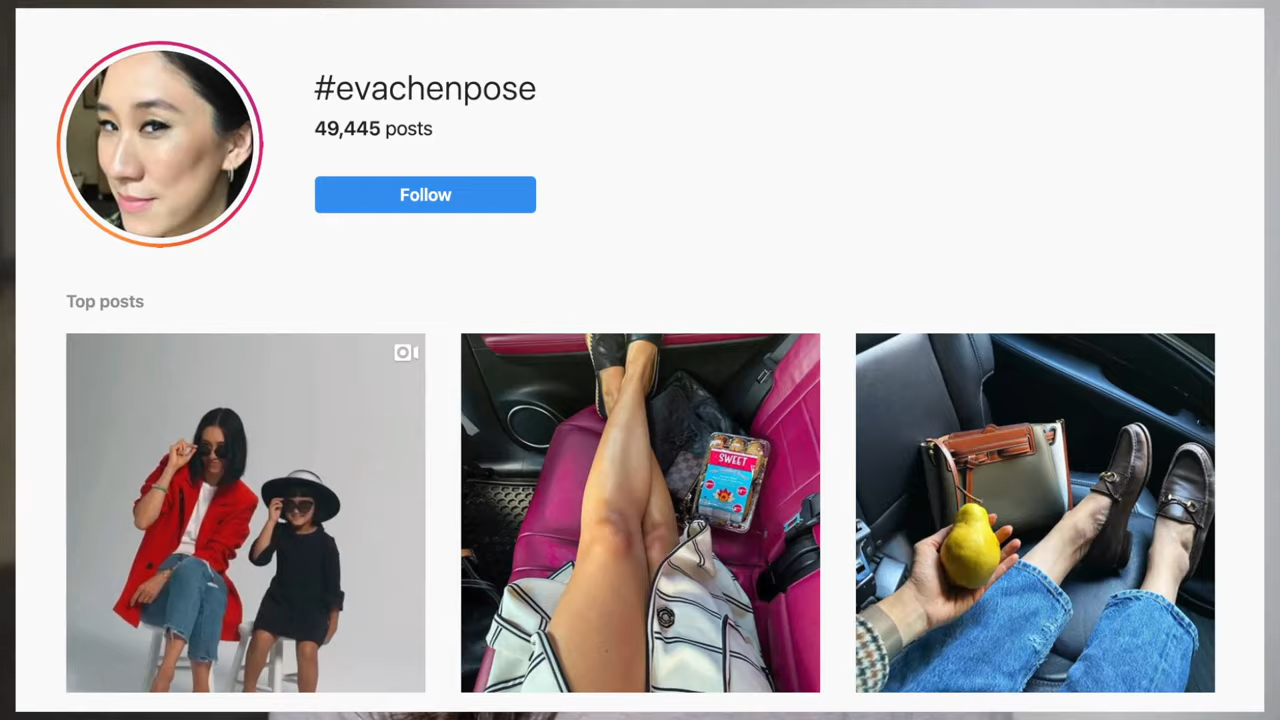 #evachenpose
49,445 posts
Follow
Top posts
SWEET